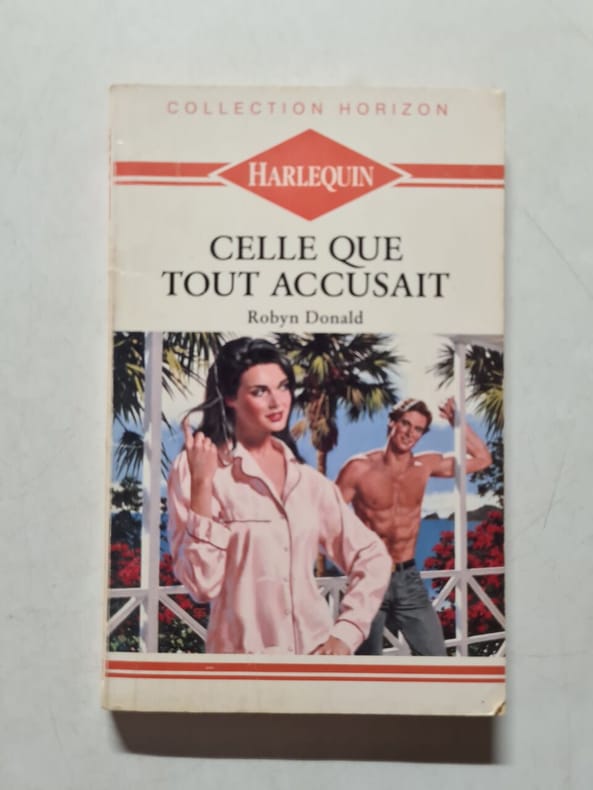 COLLECTION HORIZON
HARLEQUIN
CELLE QUE
TOUT ACCUSAIT
Robyn Donald